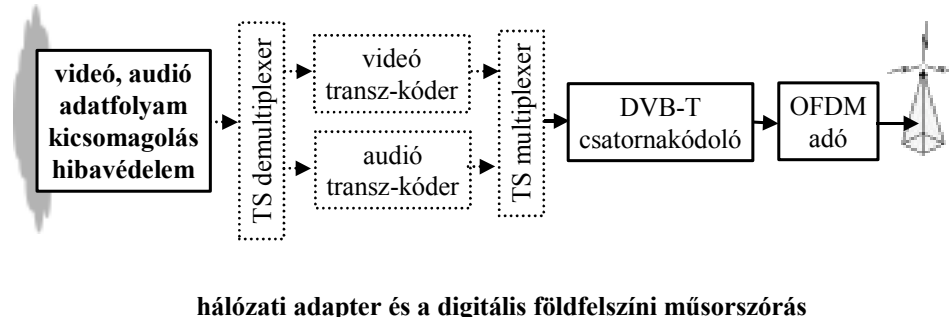 videó, audió
adatfolyam
kicsomagolás
hibavédelem
TS demultiplexer
videó
transz-kóder
audió
transz-kóder
TS multiplexer
DVB-T
csatornakódoló
OFDM
adó
hálózati adapter és a digitális földfelszíni műsorszórás